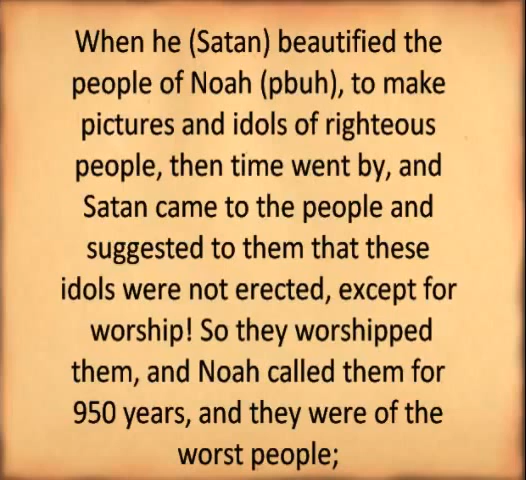 When he (Satan) beautified the
people of Noah (pbuh), to make
pictures and idols of righteous
people, then time went by, and
Satan came to the people and
suggested to them that these
idols were not erected, except for
worship! So they worshipped
them, and Noah called them for
950 years, and they were of the
worst people;